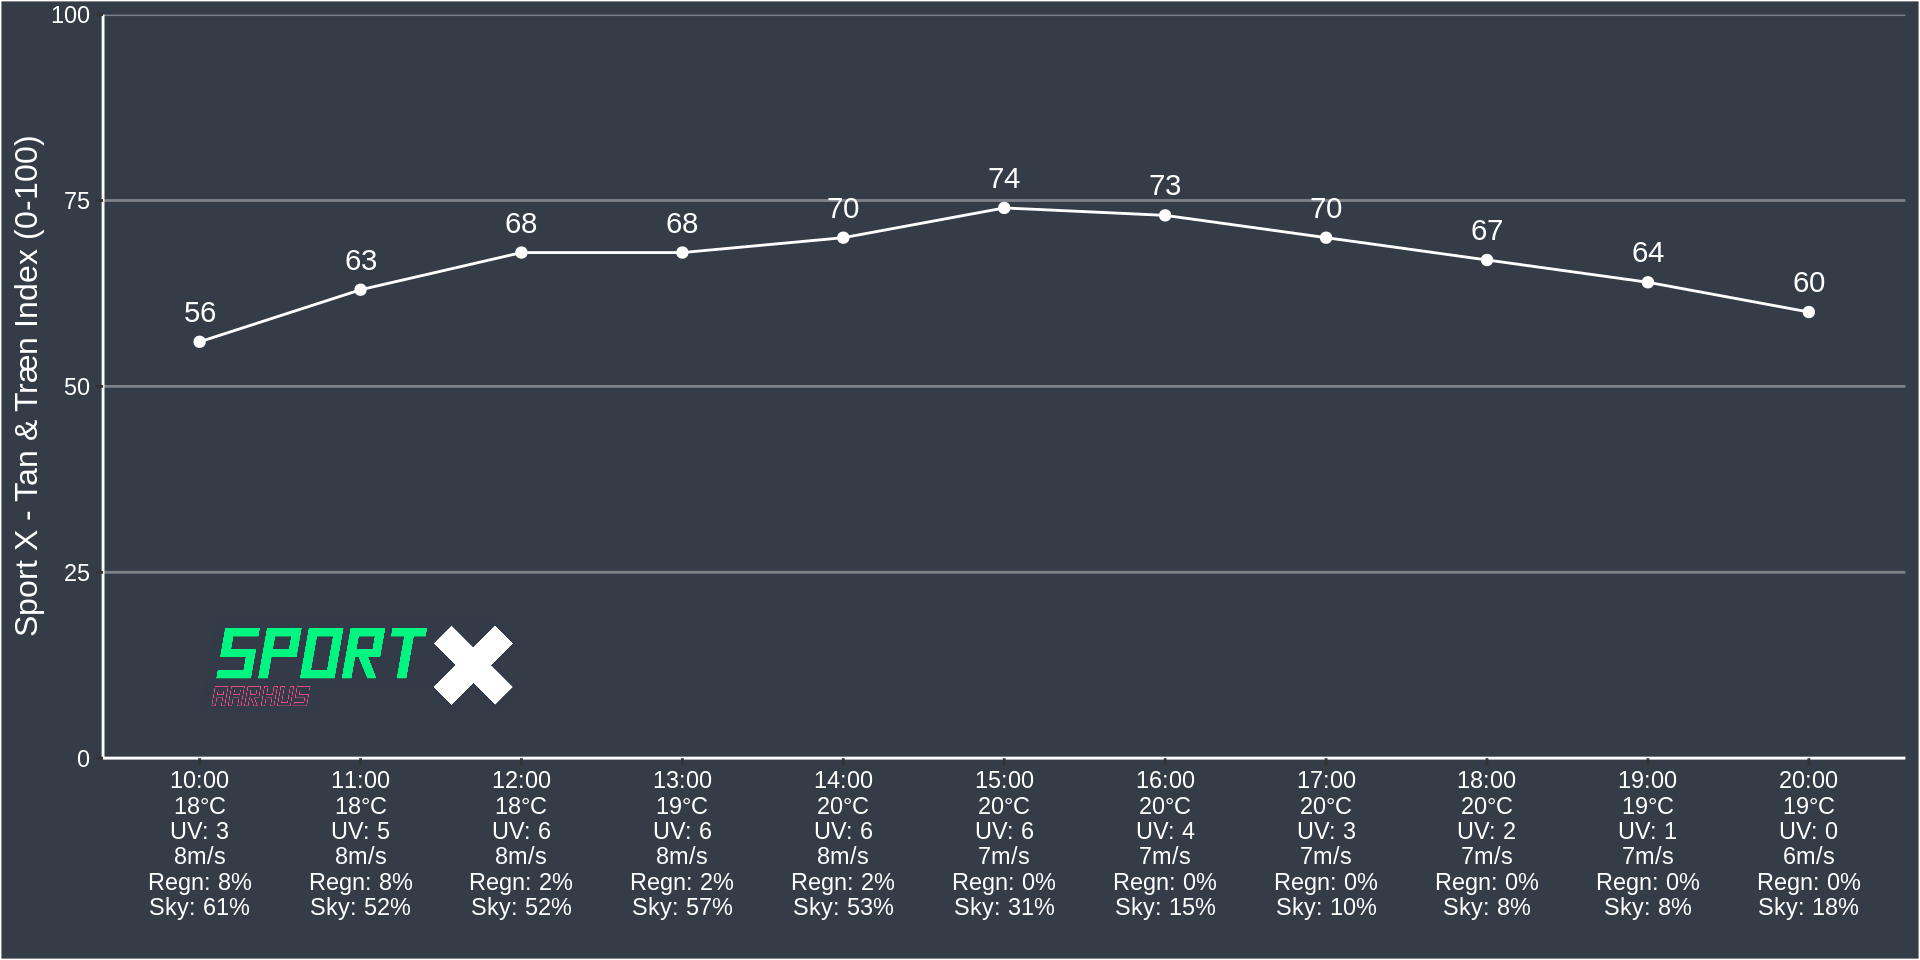 Sport X - Tan & Træn Index (0-100)
100
75
50
25
0
56
63
68
68
70
74
73
70
67
64
60
SPORT X
AARHUS
10:00 11:00 12:00 13:00 14:00 15:00 16:00 17:00 18:00 19:00 20:00
18°C 18°C 18°C 19°C 20°C 20°C 20°C 20°C 20°C 19°C 19°C
UV: 3 UV: 5 UV: 6 UV: 6 UV: 6 UV: 6 UV: 4 UV: 3 UV: 2 UV: 1 UV: 0
8m/s 8m/s 8m/s 8m/s 8m/s 7m/s 7m/s 7m/s 7m/s 7m/s 6m/s
Regn: 8% Regn: 8% Regn: 2% Regn: 2% Regn: 2% Regn: 0% Regn: 0% Regn: 0% Regn: 0% Regn: 0% Regn: 0%
Sky: 61% Sky: 52% Sky: 52% Sky: 57% Sky: 53% Sky: 31% Sky: 15% Sky: 10% Sky: 8% Sky: 8% Sky: 18%